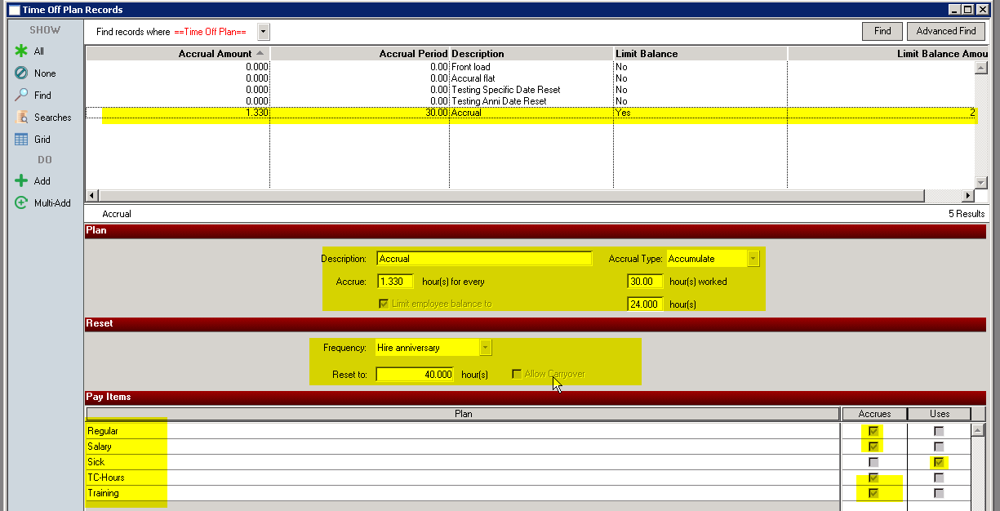 Time Off Plan Records
SHOW
All
None
Find
Searches
Grid
DO
Add
Multi-Add
Find records where ==Time Off Plan== Find Advanced Find
Accrual Amount Accrual Period Description Limit Balance Limit Balance Amou
0.000 0.00 Front load No
0.000 0.00 Accural flat No
0.000 0.00 Testing Specific Date Reset No
0.000 0.00 Testing Anni Date Reset No
1.330 30.00 Accrual Yes 2
Accrual 5 Results
Plan
Description: Accrual Accrual Type: Accumulate
Accrue: 1.330 hour(s) for every 30.00 hour(s) worked
Limit employee balance to 24.000 hour(s)
Reset
Frequency: Hire anniversary
Reset to: 40.000 hour(s) Allow Carryover
Pay Items
Plan Accrues Uses
Regular
Salary
Sick
TC-Hours
Training